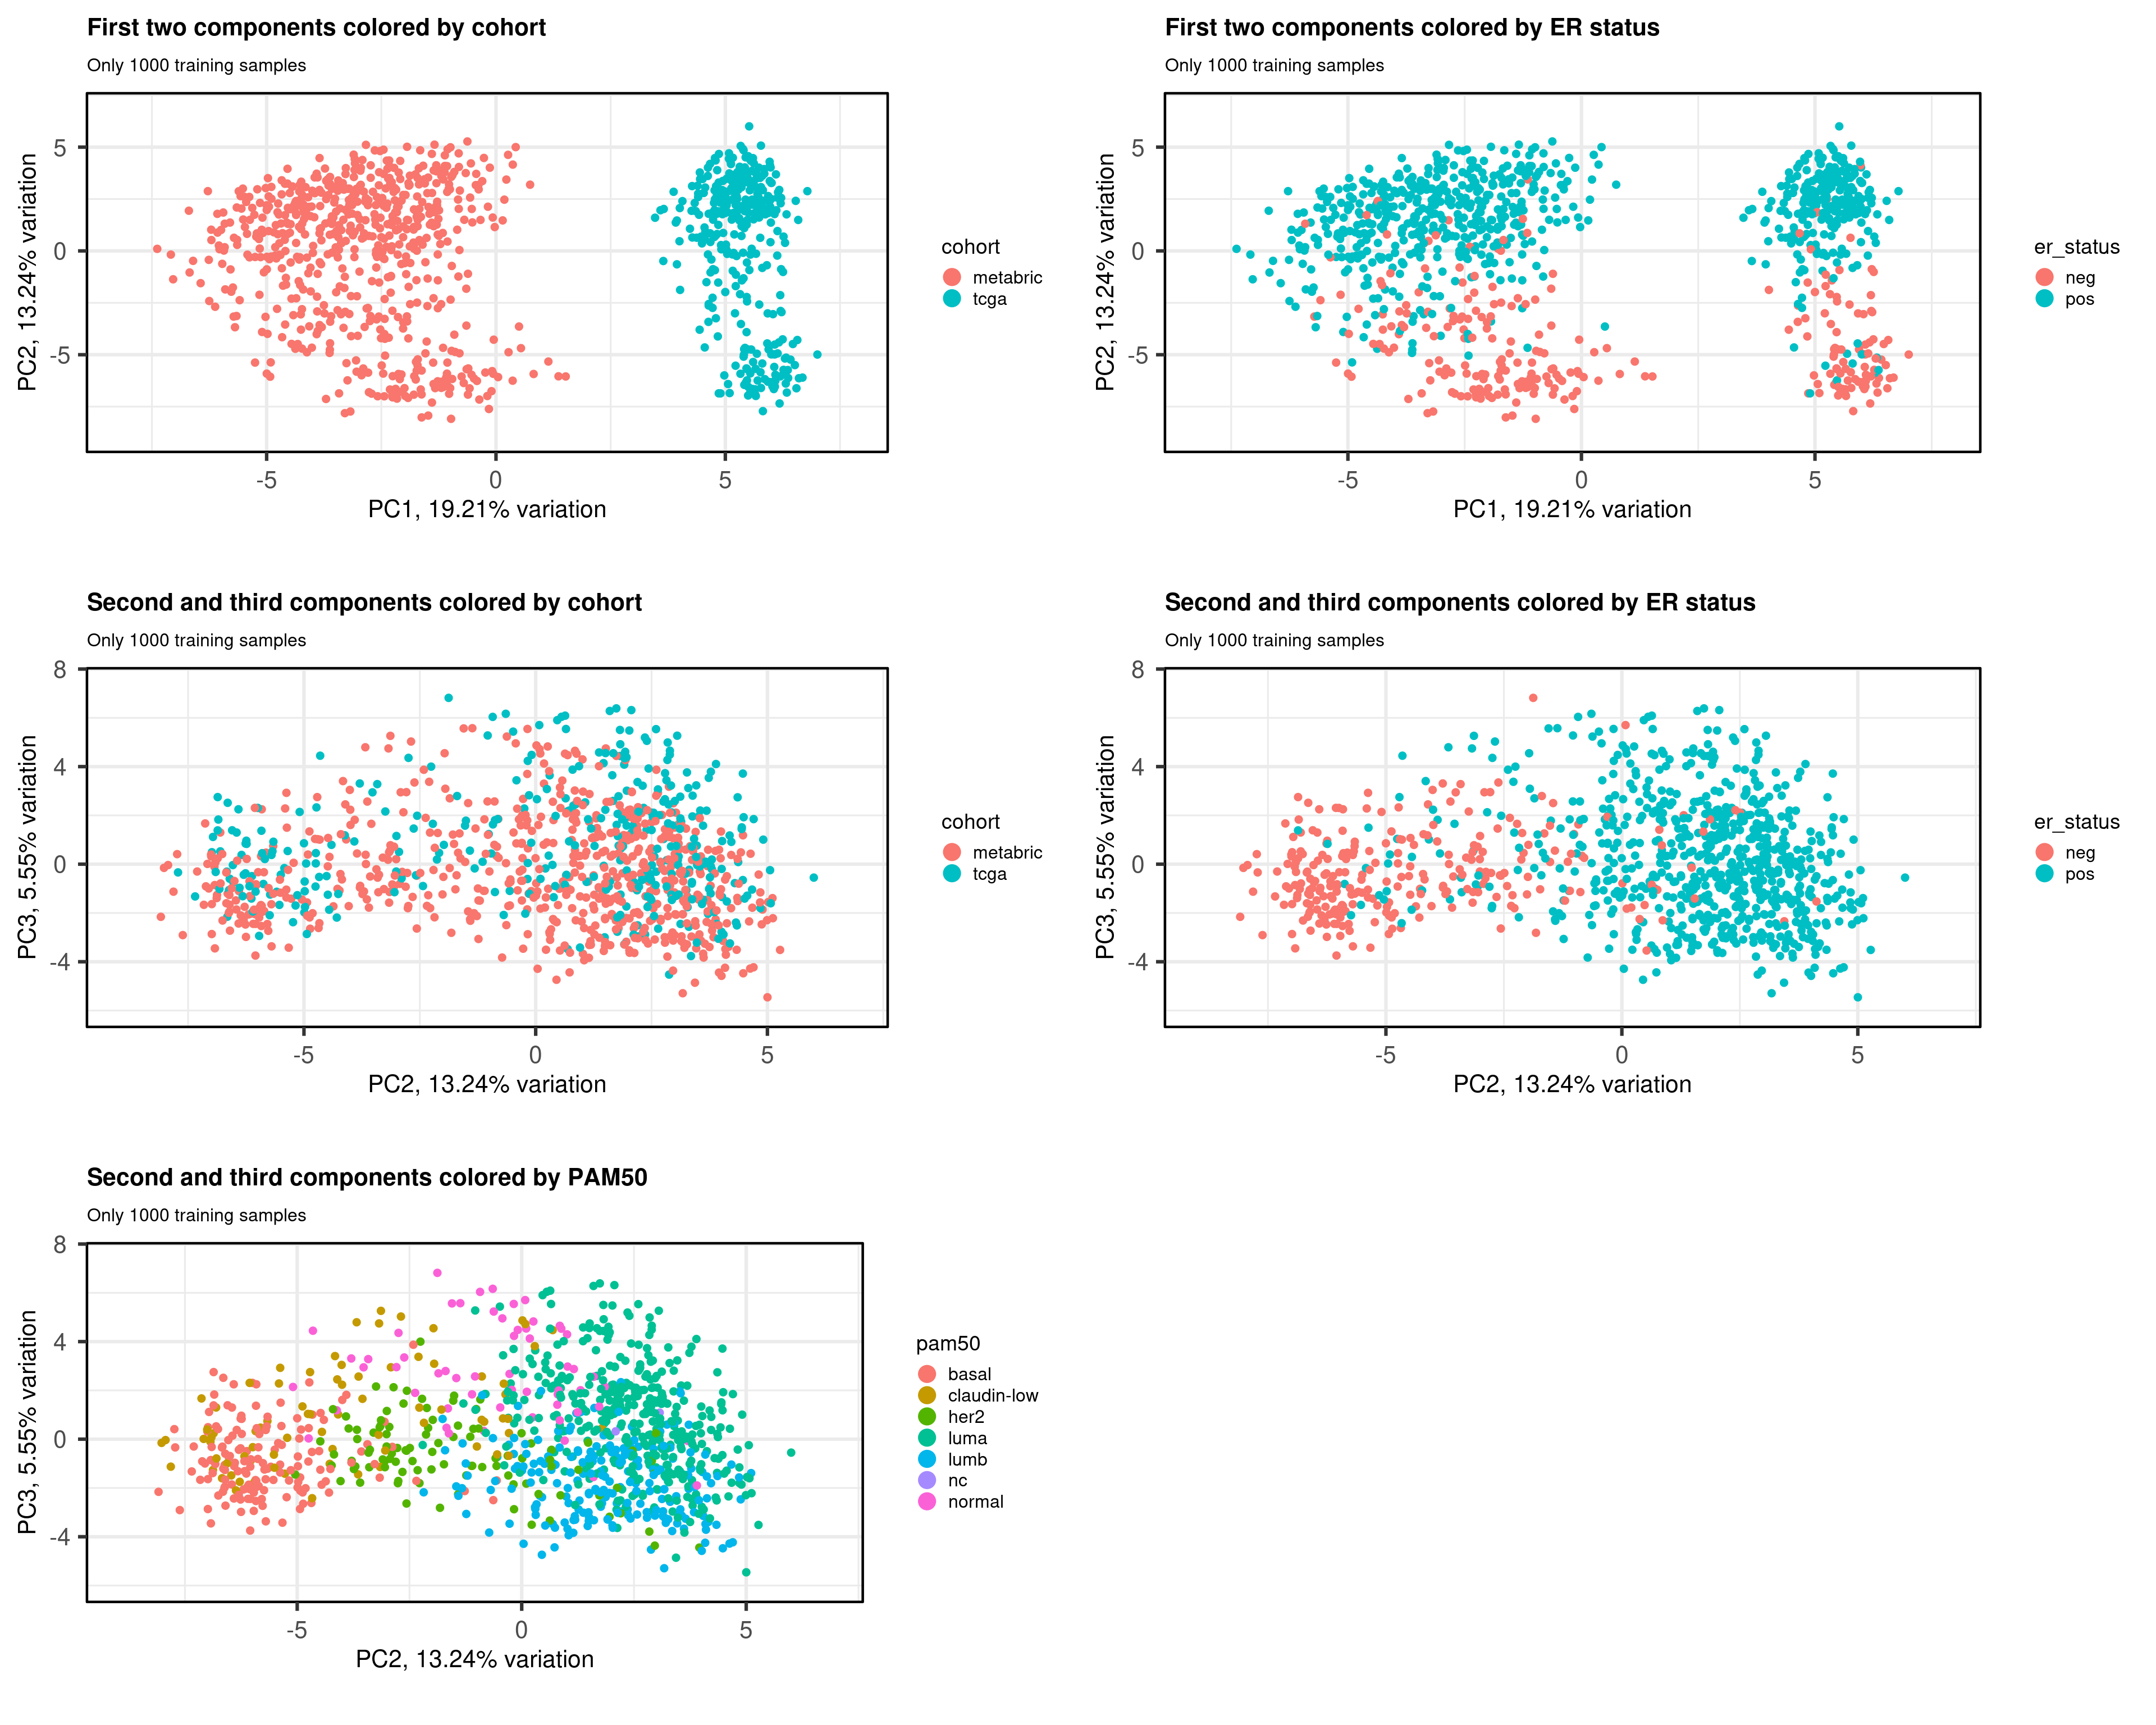 First two components colored by cohort
Only 1000 training samples
PC2, 13.24% variation
5
0
-5
-5
0
5
PC1, 19.21% variation
cohort
metabric
tcga
First two components colored by ER status
Only 1000 training samples
PC2, 13.24% variation
5
0
-5
-5
0
5
PC1, 19.21% variation
er_status
neg
pos
Second and third components colored by cohort
Only 1000 training samples
PC3, 5.55% variation
8
4
0
-4
-5
0
5
PC2, 13.24% variation
cohort
metabric
tcga
Second and third components colored by ER status
Only 1000 training samples
PC3, 5.55% variation
8
4
0
-4
-5
0
5
PC2, 13.24% variation
er_status
neg
pos
Second and third components colored by PAM50
Only 1000 training samples
PC3, 5.55% variation
8
4
0
-4
-5
0
5
PC2, 13.24% variation
pam50
basal
claudin-low
her2
luma
lumb
nc
normal